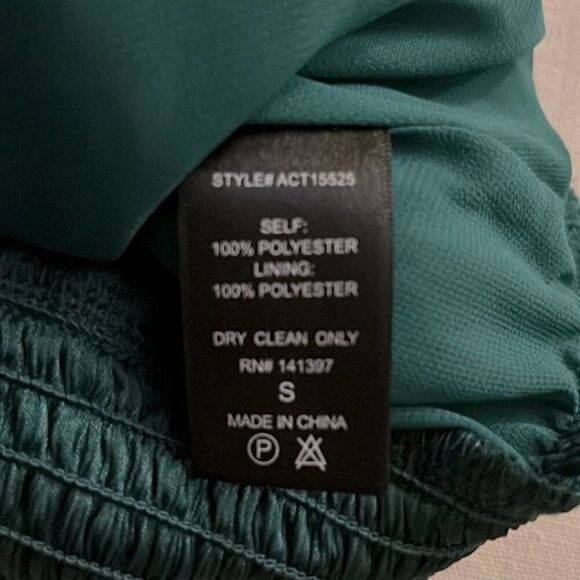 STYLE# ACT15525
SELF:
100% POLYESTER
LINING:
100% POLYESTER
DRY CLEAN ONLY
RN# 141397
S
MADE IN CHINA
P